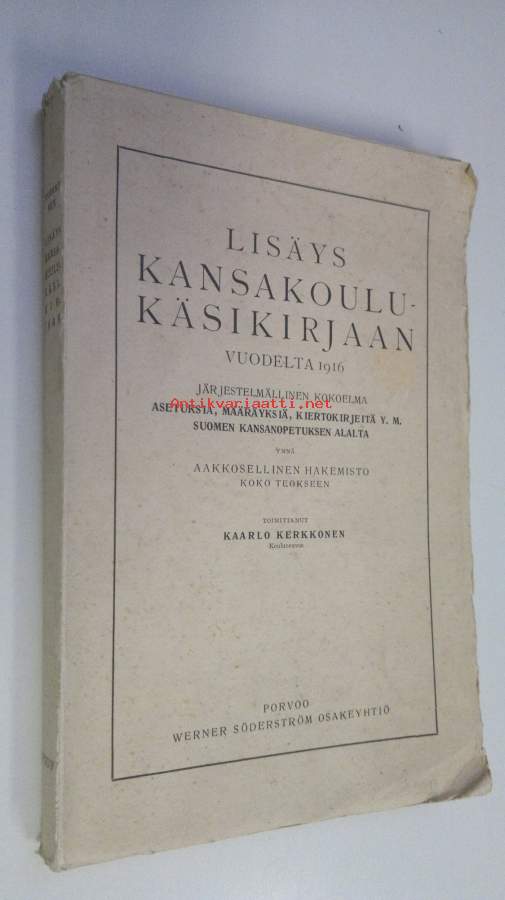 LISÄYS
KANSAKOULU-
KÄSIKIRJAAN
VUODELTA 1916
JÄRJESTELMÄLLINEN KOKOELMA
Antikvariaatti.net
ASETUKSIA, MÄÄRÄYKSIÄ, KIERTOKIRJEITÄ Y. M.
SUOMEN KANSANOPETUKSEN ALALTA
YNNÄ
AAKKOSELLINEN HAKEMISTO
KOKO TEOKSEEN
TOIMITTANUT
KAARLO KERKKONEN
PORVOO
WERNER SÖDERSTRÖM OSAKEYHTIÖ